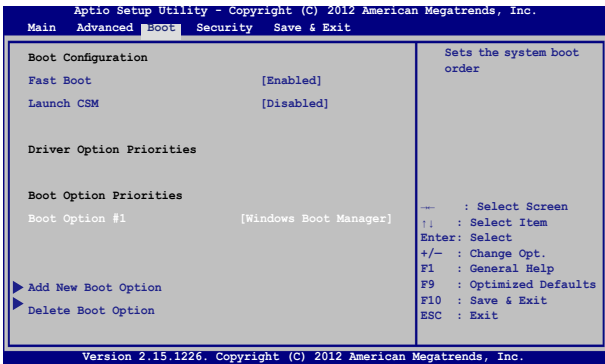 Aptio Setup Utility - Copyright (C) 2012 American Megatrends, Inc.
Main Advanced Boot Security Save & Exit
Boot Configuration
Fast Boot [Enabled]
Launch CSM [Disabled]
Driver Option Priorities
Boot Option Priorities
Boot Option #1 [Windows Boot Manager]
Add New Boot Option
Delete Boot Option
Sets the system boot
order
→← : Select Screen
↑↓ : Select Item
Enter: Select
+/— : Change Opt.
F1 : General Help
F9 : Optimized Defaults
F10 : Save & Exit
ESC : Exit
Version 2.15.1226. Copyright (C) 2012 American Megatrends, Inc.